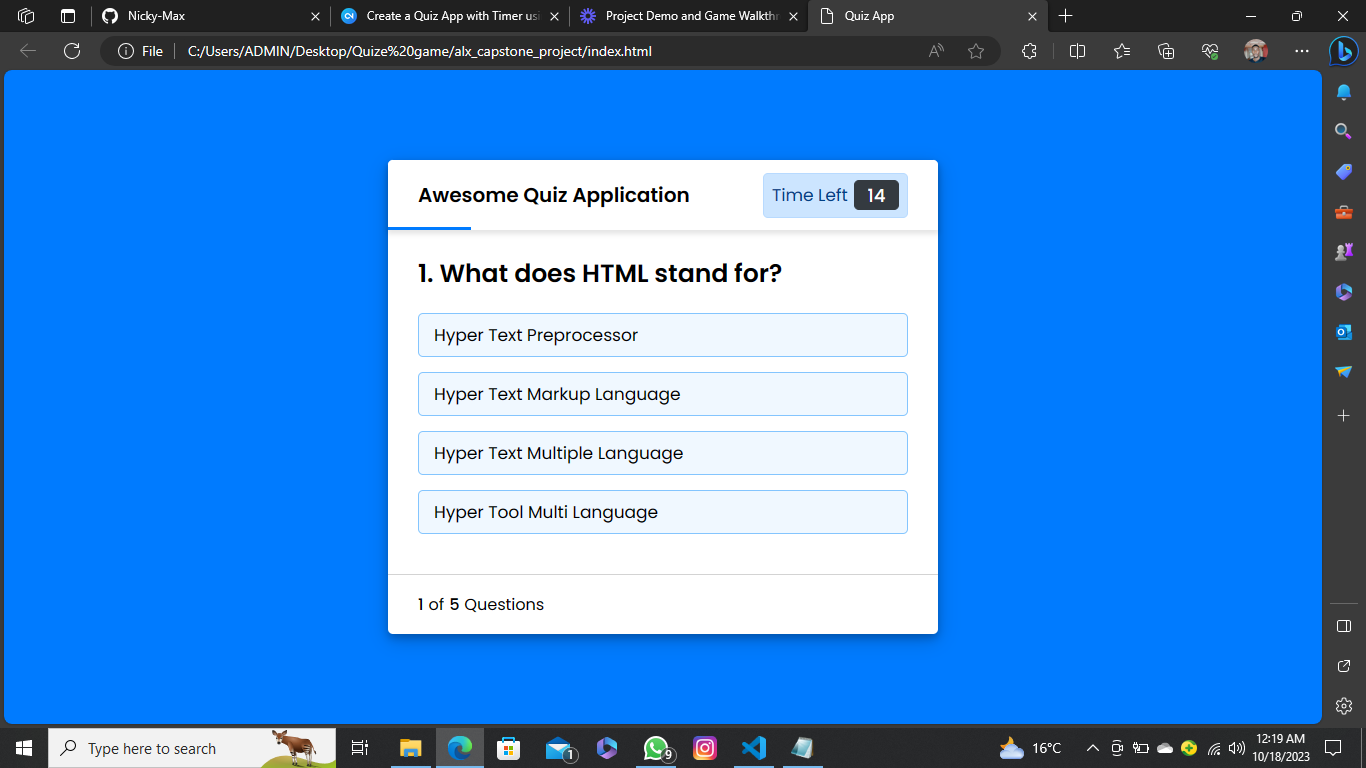 Nicky-Max
Create a Quiz App with Timer usi
Project Demo and Game Walkthr
Quiz App
File
C:/Users/ADMIN/Desktop/Quize%20game/alx_capstone_project/index.html
Awesome Quiz Application
Time Left 14
1. What does HTML stand for?
Hyper Text Preprocessor
Hyper Text Markup Language
Hyper Text Multiple Language
Hyper Tool Multi Language
1 of 5 Questions
Type here to search
1
9
16°C
12:19 AM
10/18/2023